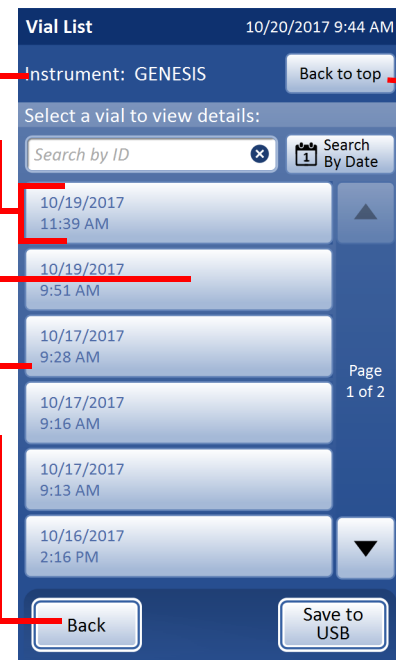 Vial List 10/20/2017 9:44 AM
Instrument: GENESIS Back to top
Select a vial to view details:
Search by ID
1
Search
By Date
10/19/2017
11:39 AM
10/19/2017
9:51 AM
10/17/2017
9:28 AM
Page
1 of 2
10/17/2017
9:16 AM
10/17/2017
9:13 AM
10/16/2017
2:16 PM
Back
Save to
USB